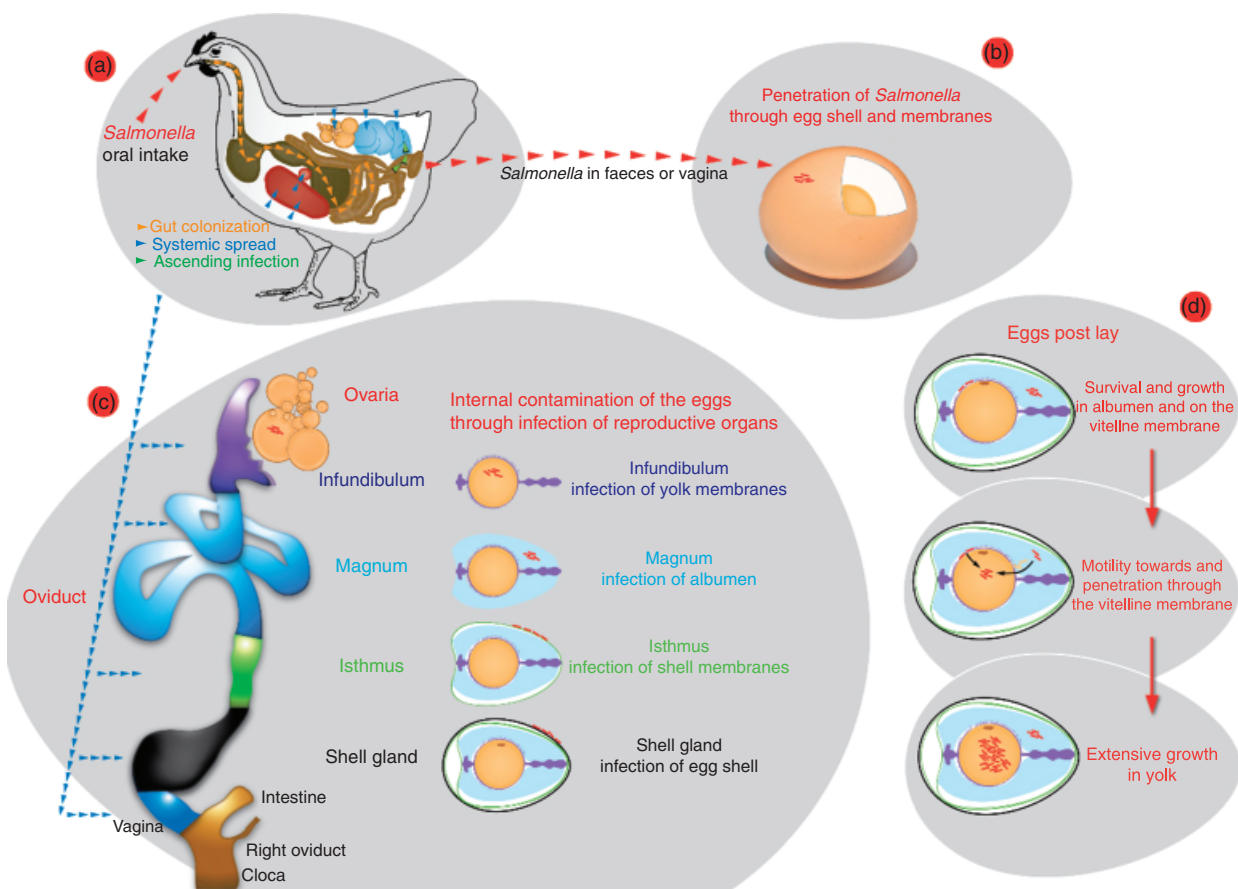 (a)
Salmonella
oral intake
Gut colonization
Systemic spread
Ascending infection
Salmonella in faeces or vagina
(b)
Penetration of Salmonella
through egg shell and membranes
(c)
Ovaria
Infundibulum
Magnum
Oviduct
Isthmus
Shell gland
Vagina
Intestine
Right oviduct
Cloca
Internal contamination of the eggs
through infection of reproductive organs
Infundibulum
infection of yolk membranes
Magnum
infection of albumen
Isthmus
infection of shell membranes
Shell gland
infection of egg shell
(d)
Eggs post lay
Survival and growth
in albumen and on the
vitellne membrane
Motility towards and
penetration through
the vitelline membrane
Extensive growth
in yolk